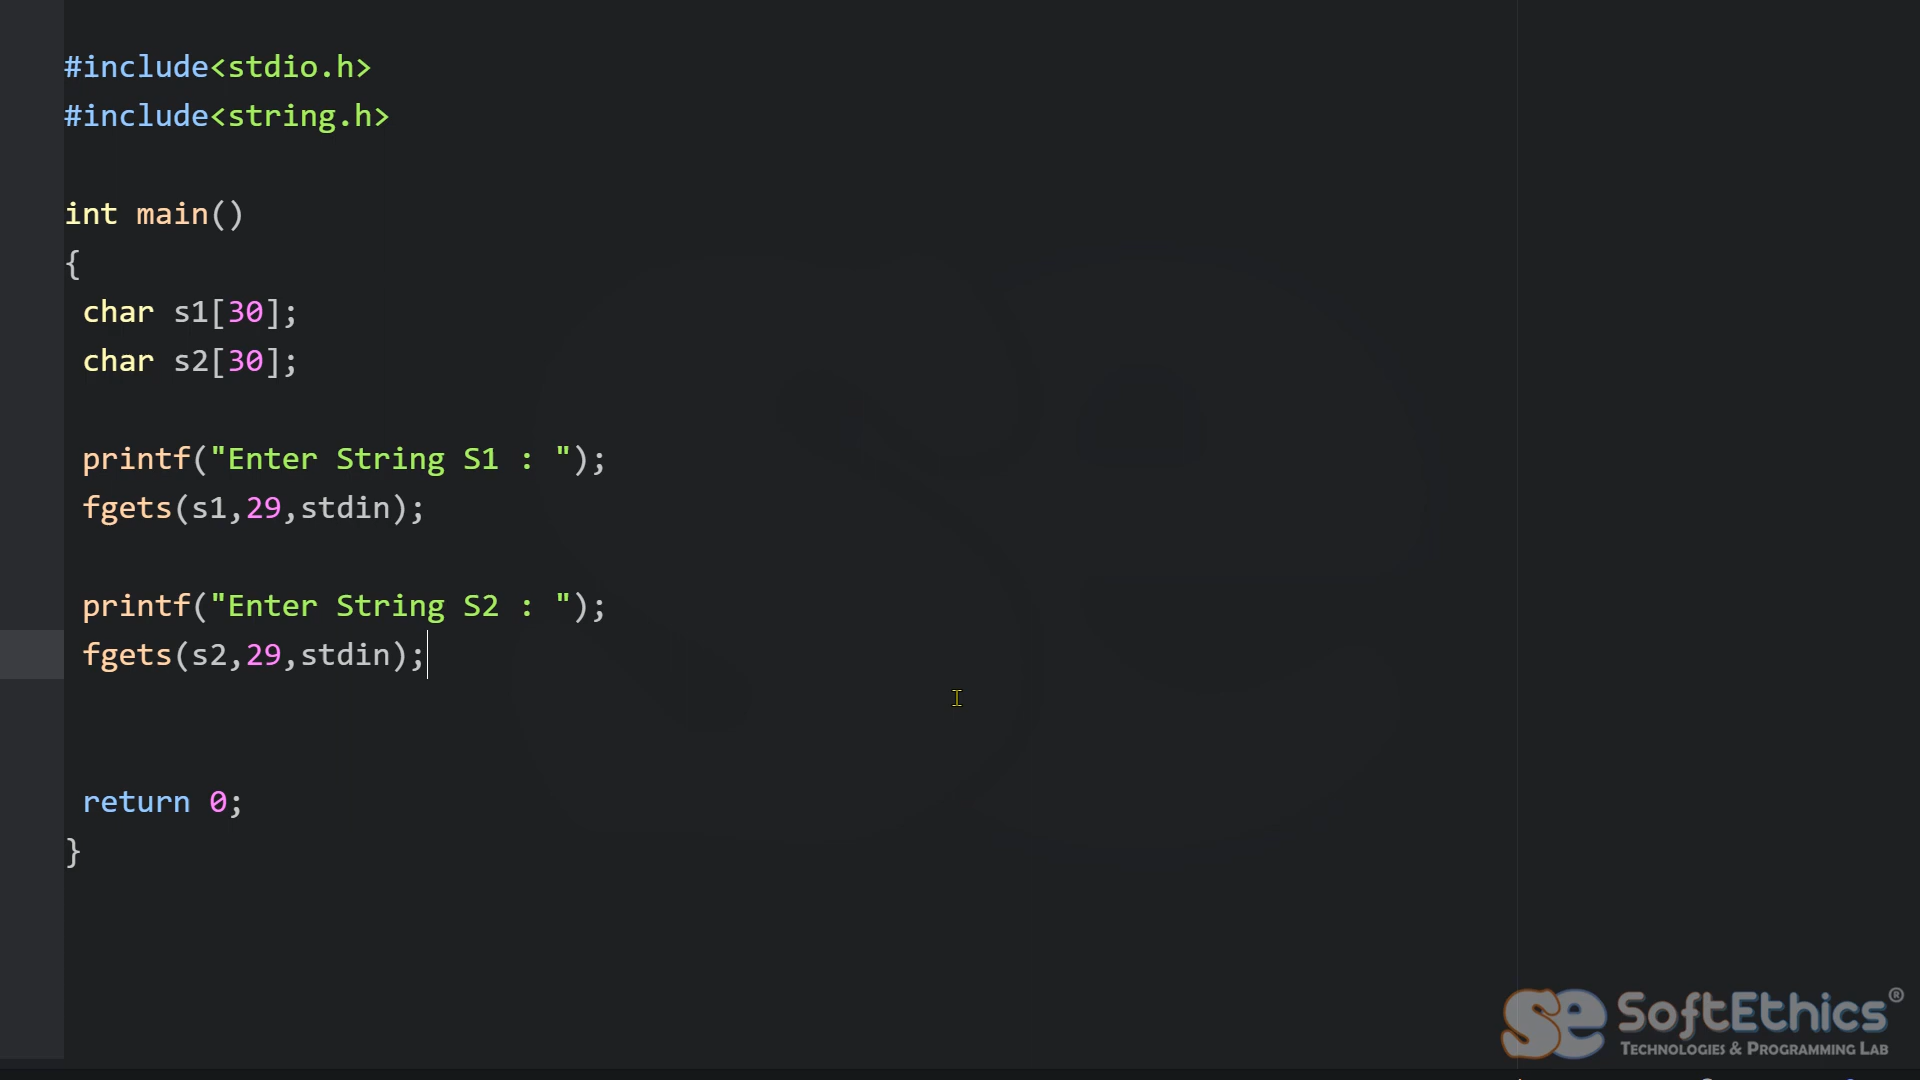 #include<stdio.h>
#include<string.h>
int main()
{
char s1[30];
char s2[30];
printf("Enter String S1 : ");
fgets(s1,29,stdin);
printf("Enter String S2 : ");
fgets(s2,29,stdin);
return 0;
}
se SoftEthics®
Technologies & Programming Lab